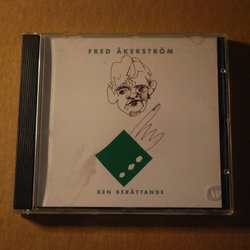 FRED ÅKERSTRÖM
DEN BERÄTTANDE